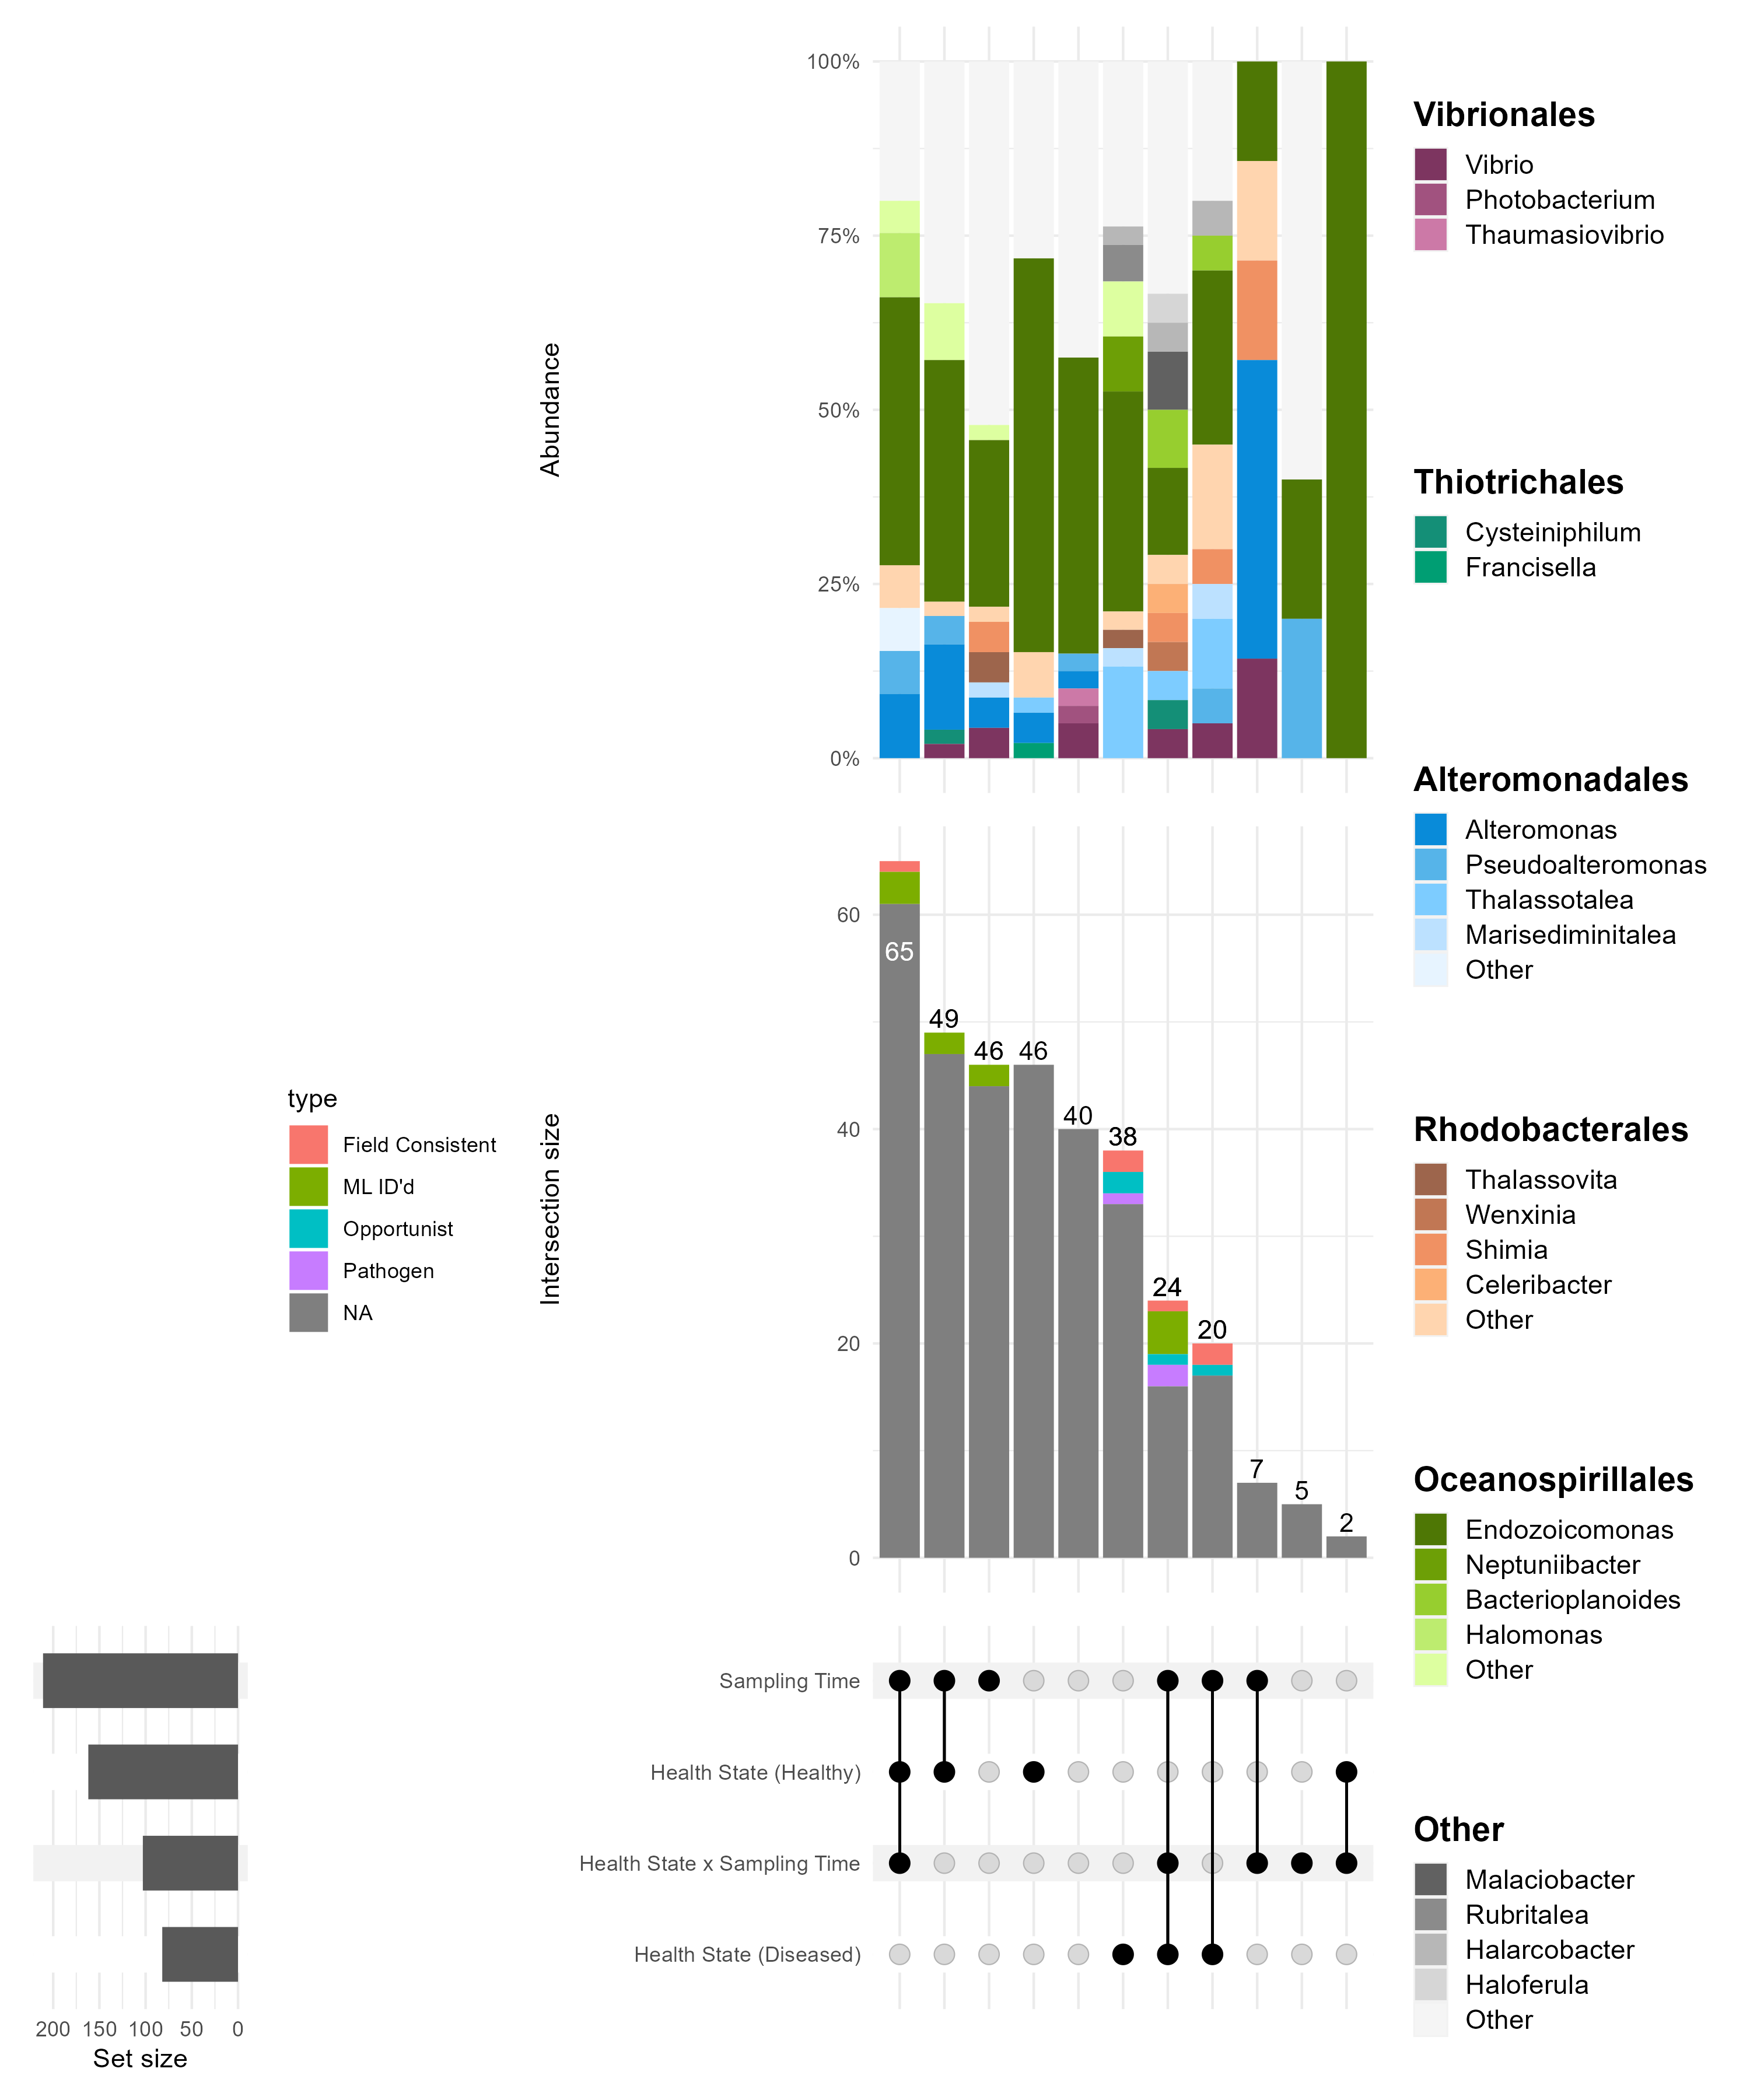 100%
75%
50%
25%
0%
Abundance
Vibrionales
Vibrio
Photobacterium
Thaumasiovibrio
Thiotrichales
Cysteiniphilum
Francisella
Alteromonadales
Alteromonas
Pseudoalteromonas
Thalassotalea
Marisediminitalea
Other
Rhodobacterales
Thalassovita
Wenxinia
Shimia
Celeribacter
Other
Oceanospirillales
Endozoicomonas
Neptuniibacter
Bacterioplanoides
Halomonas
Other
Other
Malaciobacter
Rubritalea
Halarcobacter
Haloferula
Other
type
Field Consistent
ML ID'd
Opportunist
Pathogen
NA
Intersection size
60
40
20
0
65
49
46
46
40
38
24
20
7
5
2
Sampling Time
Health State (Healthy)
Health State x Sampling Time
Health State (Diseased)
200 150 100 50 0
Set size